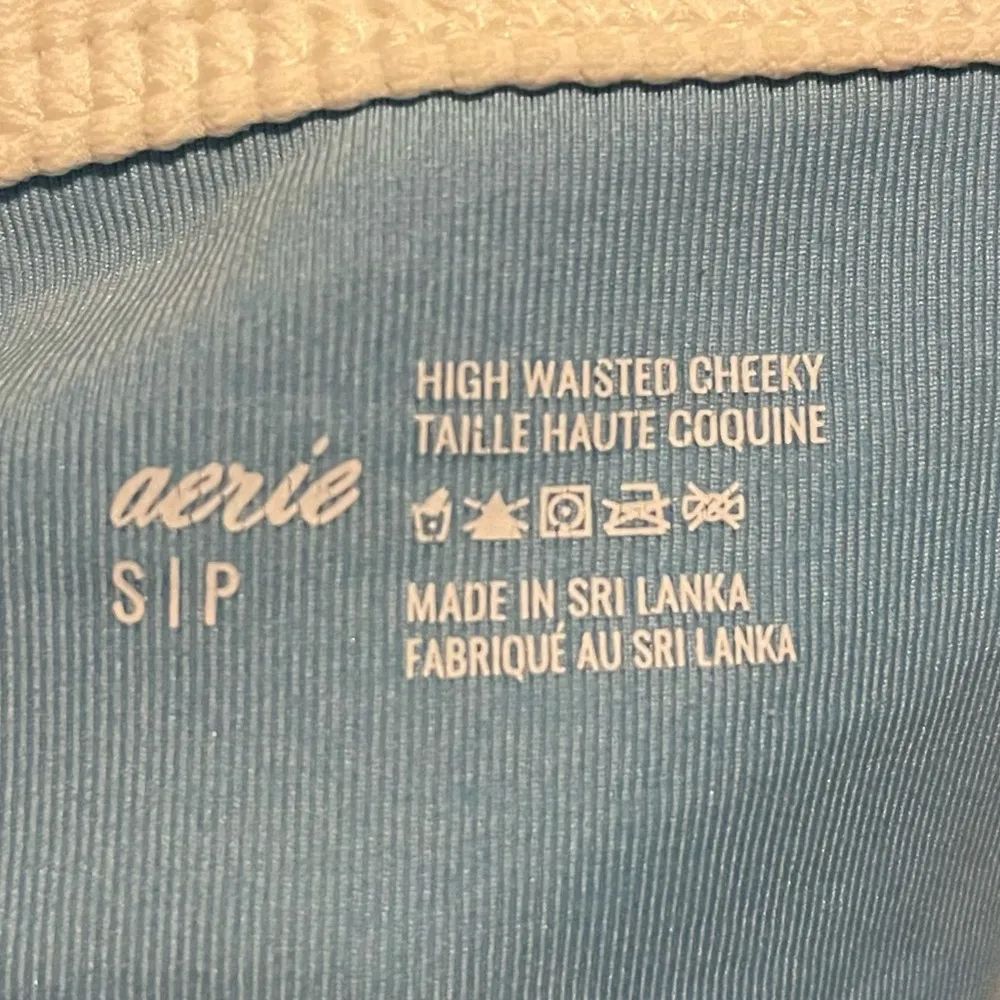 aerie
S|P
HIGH WAISTED CHEEKY
TAILLE HAUTE COQUINE
MADE IN SRI LANKA
FABRIQUÉ AU SRI LANKA